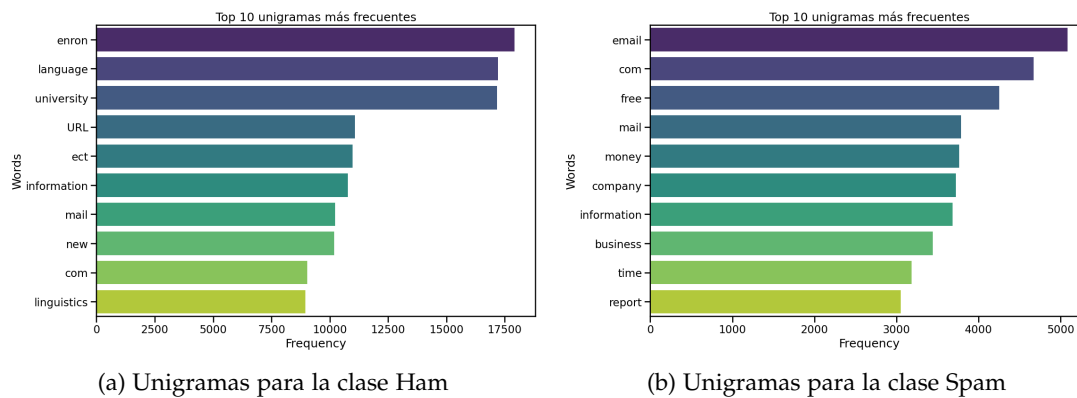 Top 10 unigramas más frecuentes
enron
language
university
URL
ect
information
mail
new
com
linguistics
Words
0 2500 5000 7500 10000 12500 15000 17500
Frequency
(a) Unigramas para la clase Ham
Top 10 unigramas más frecuentes
email
com
free
mail
money
company
information
business
time
report
Words
0 1000 2000 3000 4000 5000
Frequency
(b) Unigramas para la clase Spam